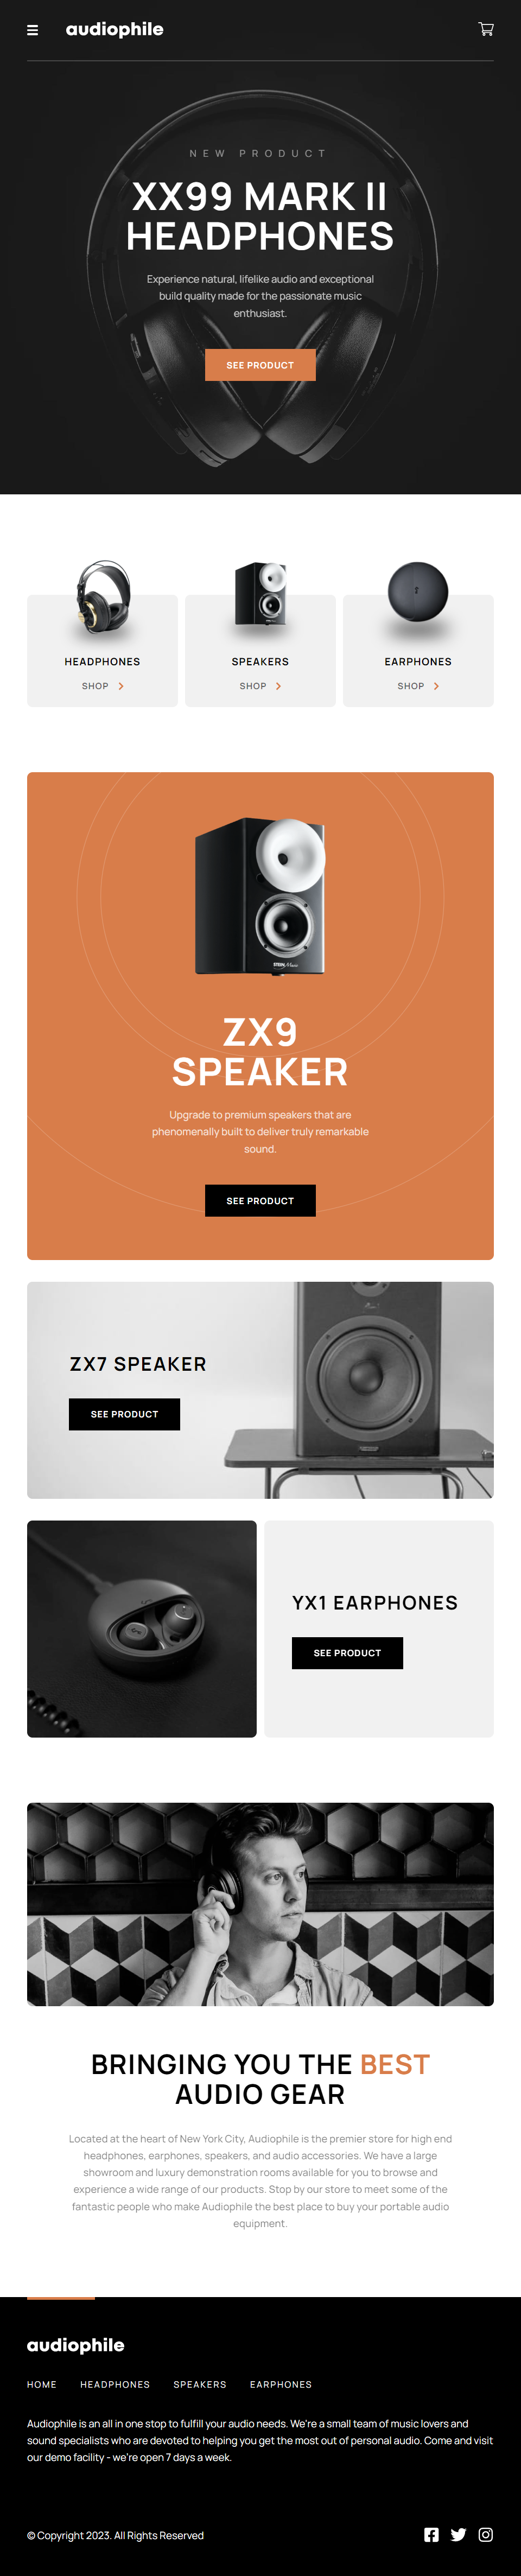 audiophile
NEW PRODUCT
XX99 MARK II
HEADPHONES
Experience natural, lifelike audio and exceptional
build quality made for the passionate music
enthusiast.
SEE PRODUCT
HEADPHONES
SHOP
SPEAKERS
SHOP
EARPHONES
SHOP
ZX9
SPEAKER
Upgrade to premium speakers that are
phenomenally built to deliver truly remarkable
sound.
SEE PRODUCT
ZX7 SPEAKER
SEE PRODUCT
YX1 EARPHONES
SEE PRODUCT
BRINGING YOU THE BEST
AUDIO GEAR
Located at the heart of New York City, Audiophile is the premier store for high end
headphones, earphones, speakers, and audio accessories. We have a large
showroom and luxury demonstration rooms available for you to browse and
experience a wide range of our products. Stop by our store to meet some of the
fantastic people who make Audiophile the best place to buy your portable audio
equipment.
audiophile
HOME HEADPHONES SPEAKERS EARPHONES
Audiophile is an all in one stop to fulfill your audio needs. We're a small team of music lovers and
sound specialists who are devoted to helping you get the most out of personal audio. Come and visit
our demo facility - we're open 7 days a week.
© Copyright 2023. All Rights Reserved